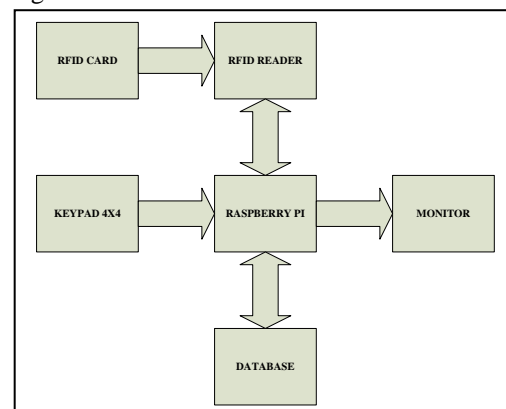 RFID CARD
RFID READER
KEYPAD 4X4
RASPBERRY PI
MONITOR
DATABASE